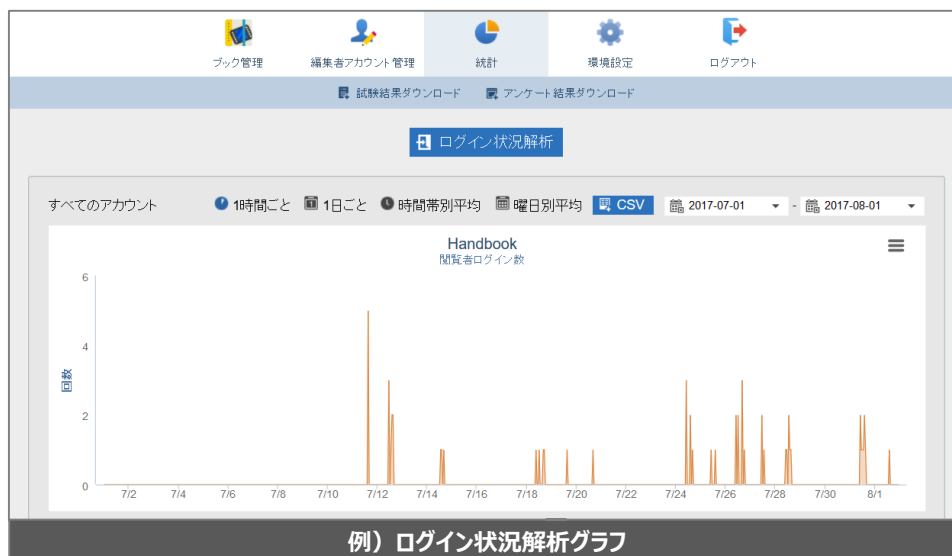 ブック管理 編集者アカウント管理 統計 環境設定 ログアウト
試験結果ダウンロード アンケート結果ダウンロード
ログイン状況解析
すべてのアカウント 1時間ごと 1日ごと 時間帯別平均 曜日別平均 CSV 2017-07-01 - 2017-08-01
Handbook
閲覧者ログイン数
6
4
回数
2
0
7/2 7/4 7/6 7/8 7/10 7/12 7/14 7/16 7/18 7/20 7/22 7/24 7/26 7/28 7/30 8/1
例）ログイン状況解析グラフ